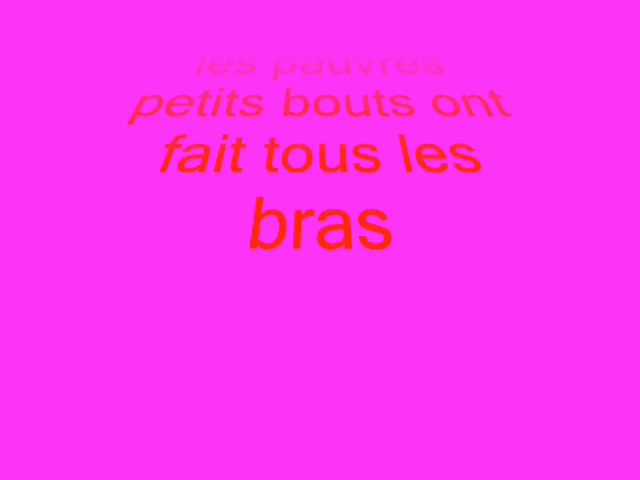 les pauvres
petits bouts ont
fait tous les
bras